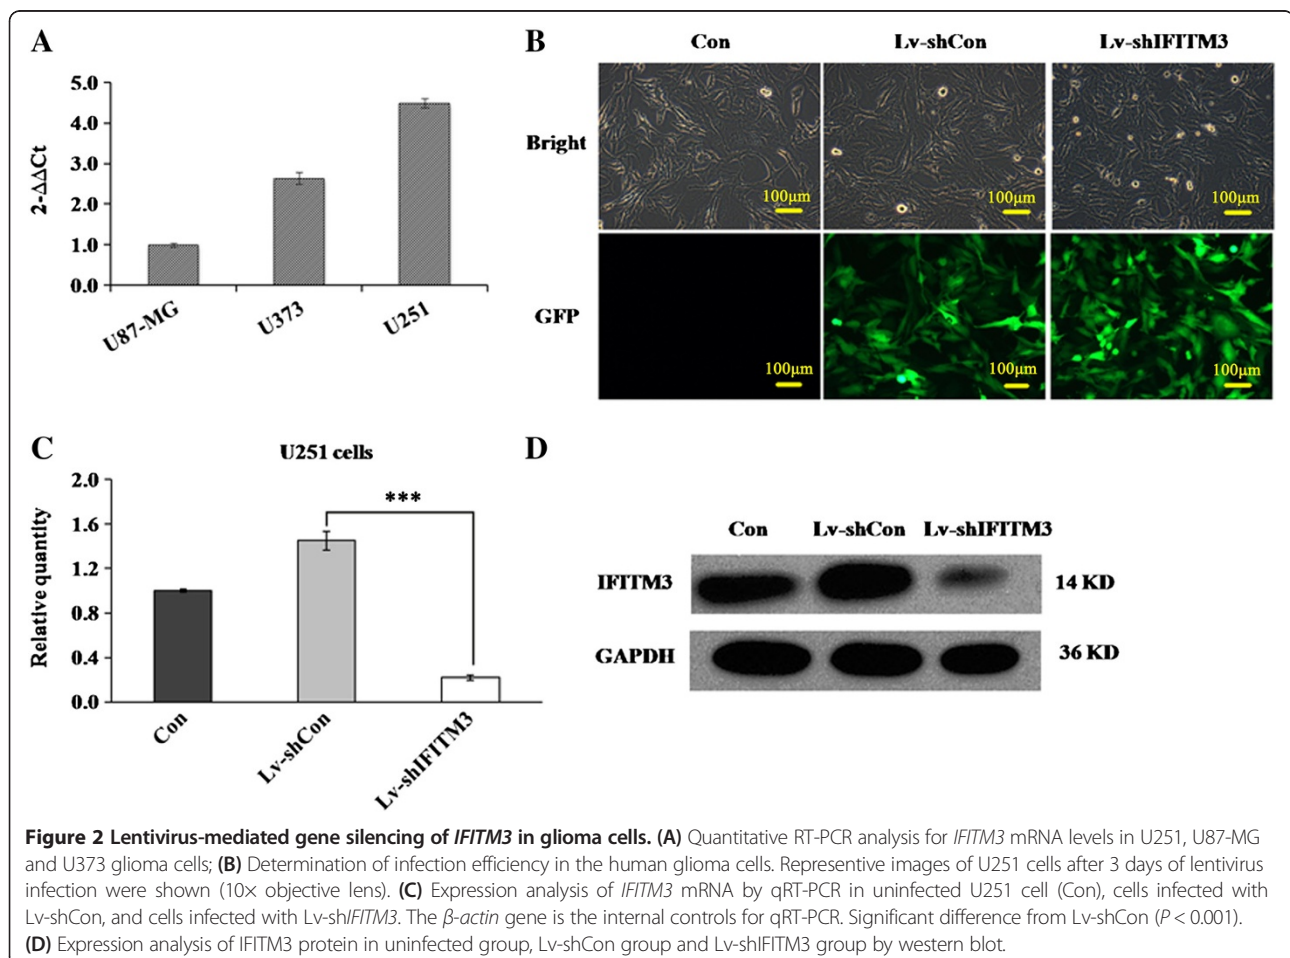 A
2-ΔΔCt
5.0
4.0
3.0
2.0
1.0
0.0
U87-MG
U373
U251
B
Con
Lv-shCon
Lv-shIFITM3
Bright
100μm
100μm
100μm
GFP
100μm
100μm
100μm
C
U251 cells
Relative quantity
2.0
1.6
1.2
0.8
0.4
0.0
***
Con
Lv-shCon
Lv-shIFITM3
D
Con
Lv-shCon
Lv-shIFITM3
IFITM3
14 KD
GAPDH
36 KD
Figure 2 Lentivirus-mediated gene silencing of IFITM3 in glioma cells. (A) Quantitative RT-PCR analysis for IFITM3 mRNA levels in U251, U87-MG
and U373 glioma cells; (B) Determination of infection efficiency in the human glioma cells. Representive images of U251 cells after 3 days of lentivirus
infection were shown (10× objective lens). (C) Expression analysis of IFITM3 mRNA by qRT-PCR in uninfected U251 cell (Con), cells infected with
Lv-shCon, and cells infected with Lv-shIFITM3. The β-actin gene is the internal controls for qRT-PCR. Significant difference from Lv-shCon (P < 0.001).
(D) Expression analysis of IFITM3 protein in uninfected group, Lv-shCon group and Lv-shIFITM3 group by western blot.